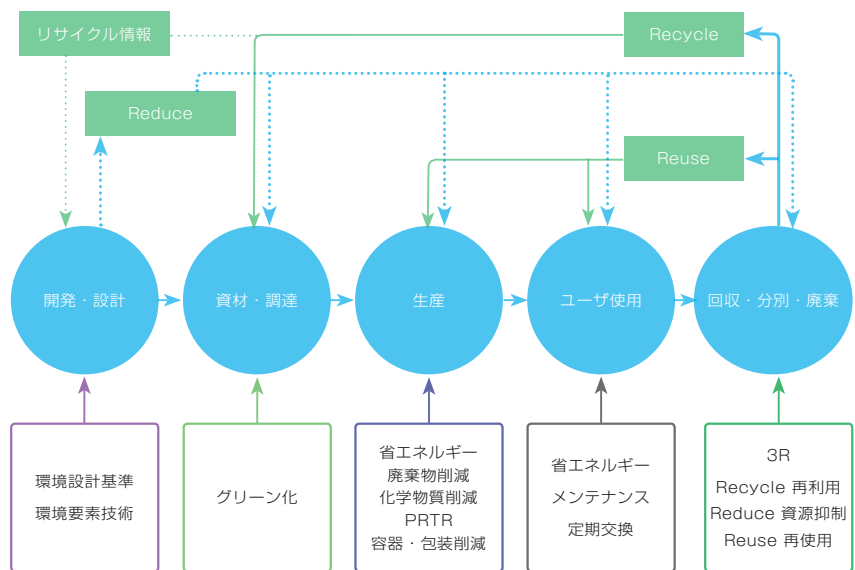 リサイクル情報
Recycle
Reduce
Reuse
開発・設計
資材・調達
生産
ユーザ使用
回収・分別・廃棄
環境設計基準
環境要素技術
グリーン化
省エネルギー
廃棄物削減
化学物質削減
PRTR
容器・包装削減
省エネルギー
メンテナンス
定期交換
3R
Recycle 再利用
Reduce 資源抑制
Reuse 再使用